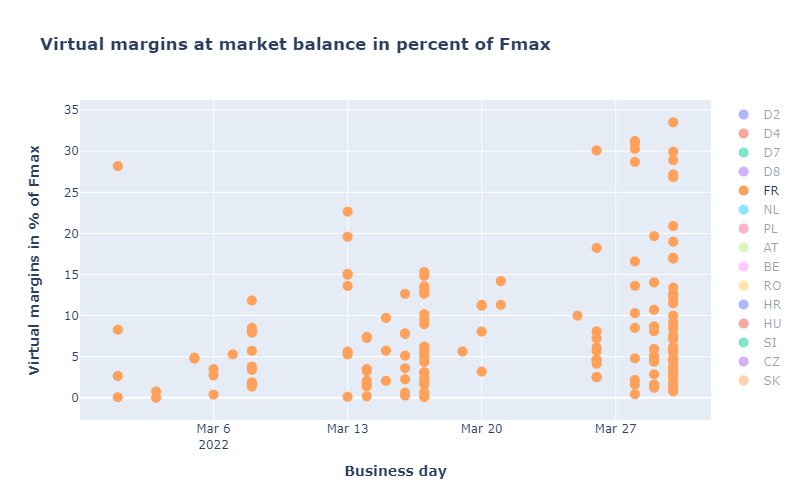 Virtual margins at market balance in percent of Fmax
Virtual margins in % of Fmax
35
30
25
20
15
10
5
0
Mar 6
2022
Mar 13
Mar 20
Mar 27
Business day
D2
D4
D7
D8
FR
NL
PL
AT
BE
RO
HR
HU
SI
CZ
SK